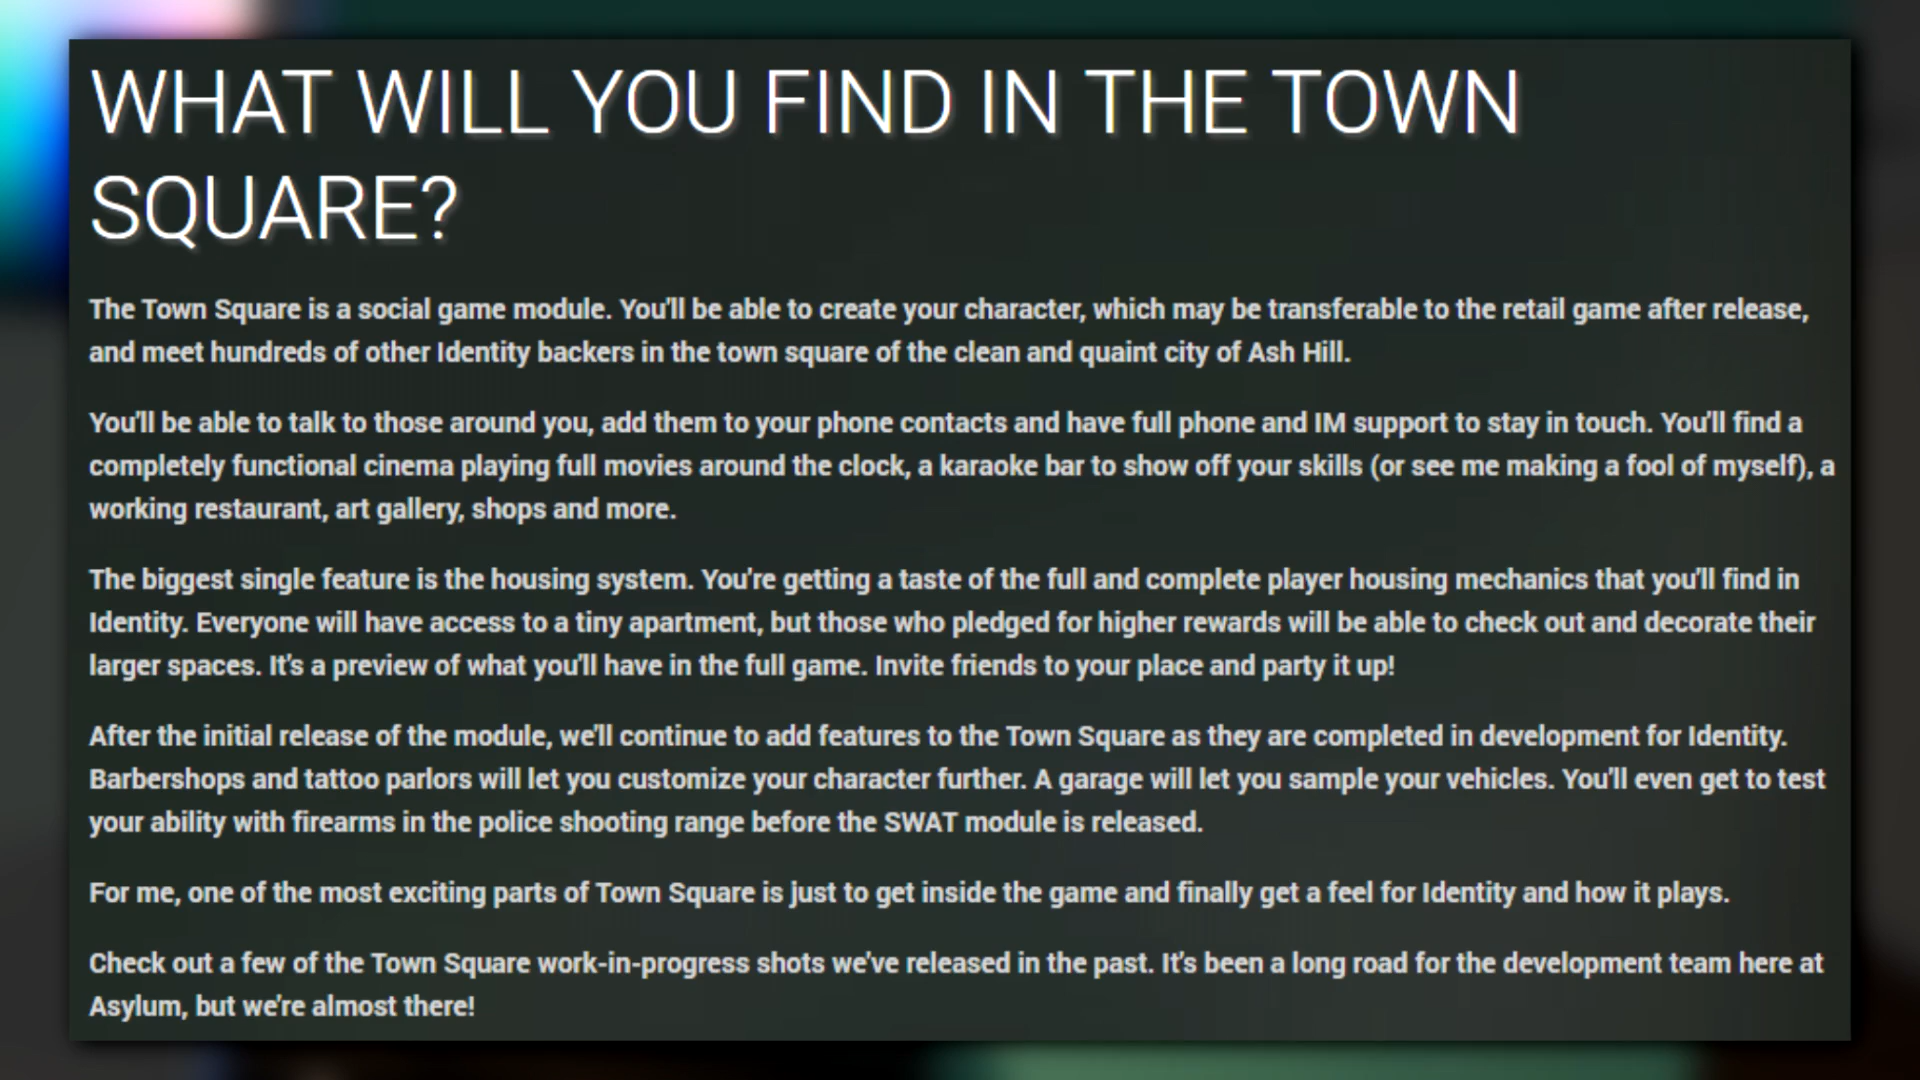 WHAT WILL YOU FIND IN THE TOWN
SQUARE?
The Town Square is a social game module. You'll be able to create your character, which may be transferable to the retail game after release,
and meet hundreds of other Identity backers in the town square of the clean and quaint city of Ash Hill.
You'll be able to talk to those around you, add them to your phone contacts and have full phone and IM support to stay in touch. You'll find a
completely functional cinema playing full movies around the clock, a karaoke bar to show off your skills (or see me making a fool of myself), a
working restaurant, art gallery, shops and more.
The biggest single feature is the housing system. You're getting a taste of the full and complete player housing mechanics that you'll find in
Identity. Everyone will have access to a tiny apartment, but those who pledged for higher rewards will be able to check out and decorate their
larger spaces. It's a preview of what you'll have in the full game. Invite friends to your place and party it up!
After the initial release of the module, we'll continue to add features to the Town Square as they are completed in development for Identity.
Barbershops and tattoo parlors will let you customize your character further. A garage will let you sample your vehicles. You'll even get to test
your ability with firearms in the police shooting range before the SWAT module is released.
For me, one of the most exciting parts of Town Square is just to get inside the game and finally get a feel for Identity and how it plays.
Check out a few of the Town Square work-in-progress shots we've released in the past. It's been a long road for the development team here at
Asylum, but we're almost there!